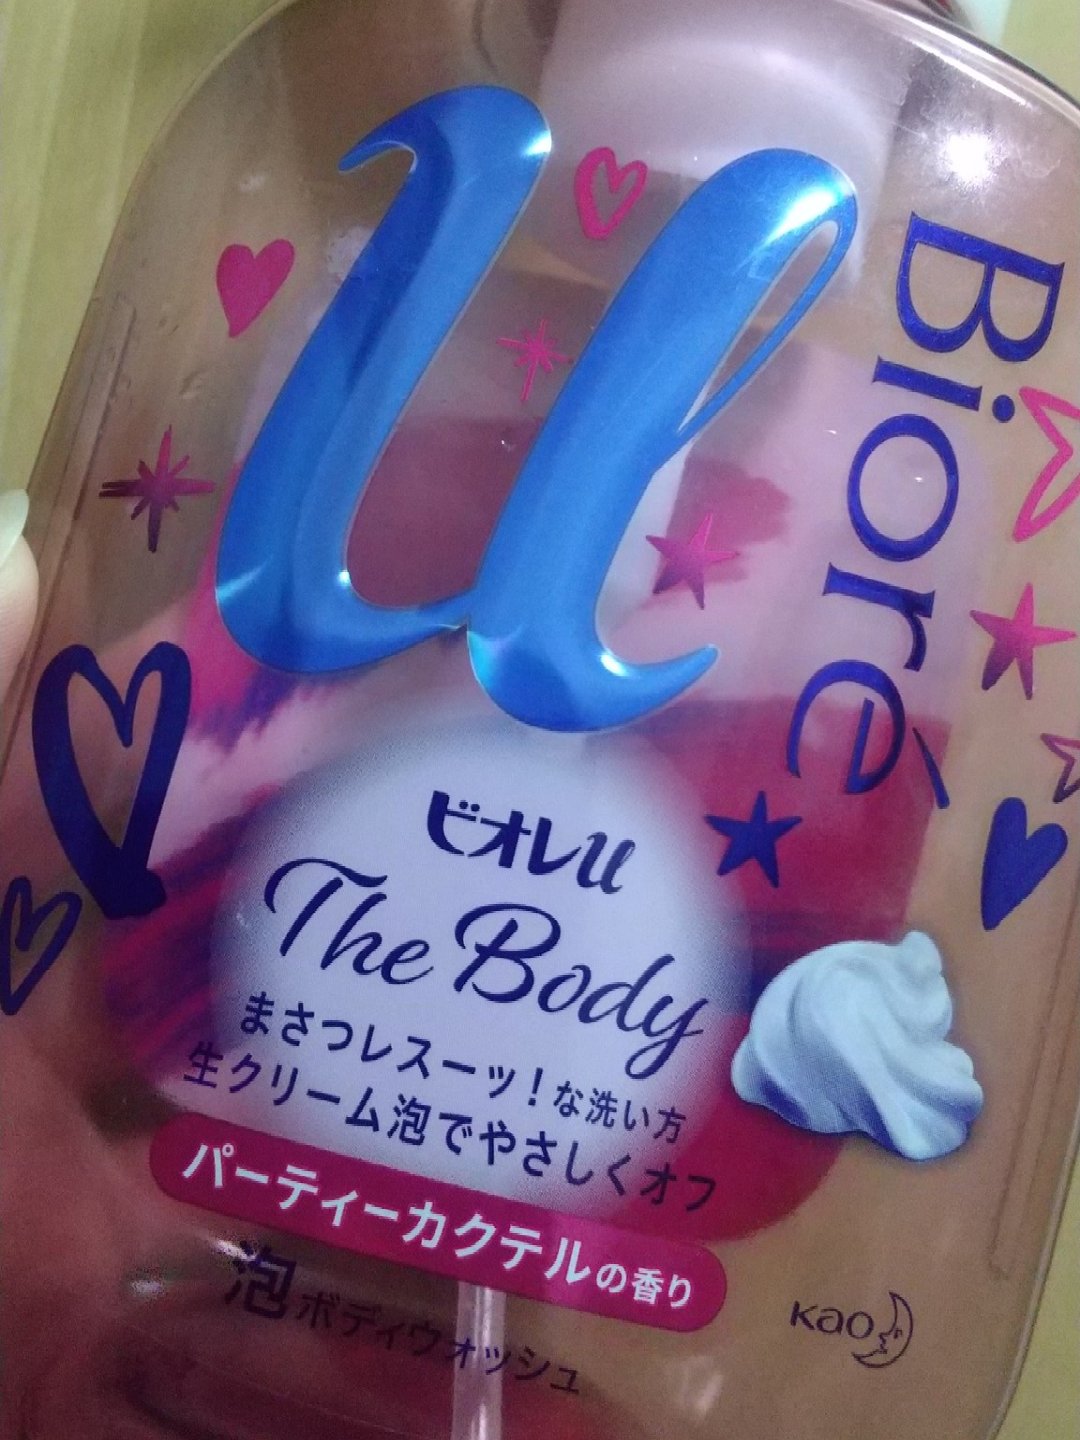 u
Bioré
ビオレu
The Body
まさつレスーッ!な洗い方
生クリーム泡でやさしくオフ
パーティーカクテルの香り
泡ボディウォッシュ
Kao